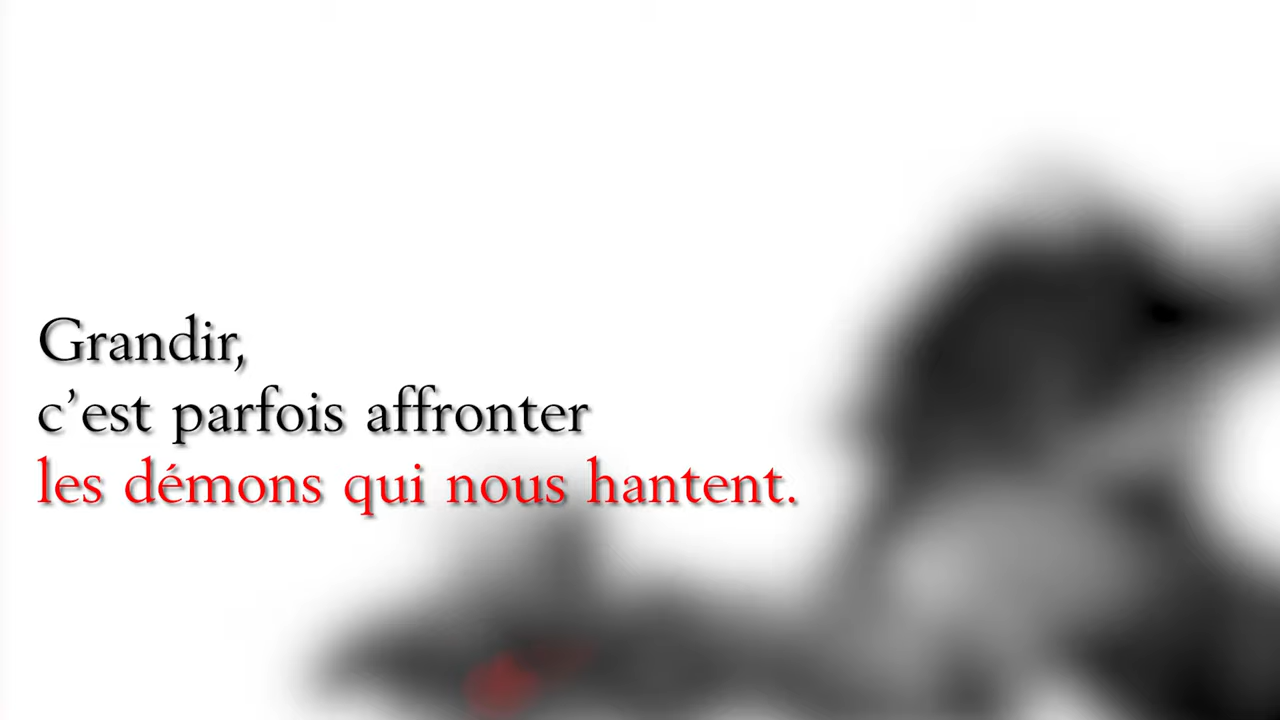 Grandir,
c’est parfois affronter
les démons qui nous hantent.